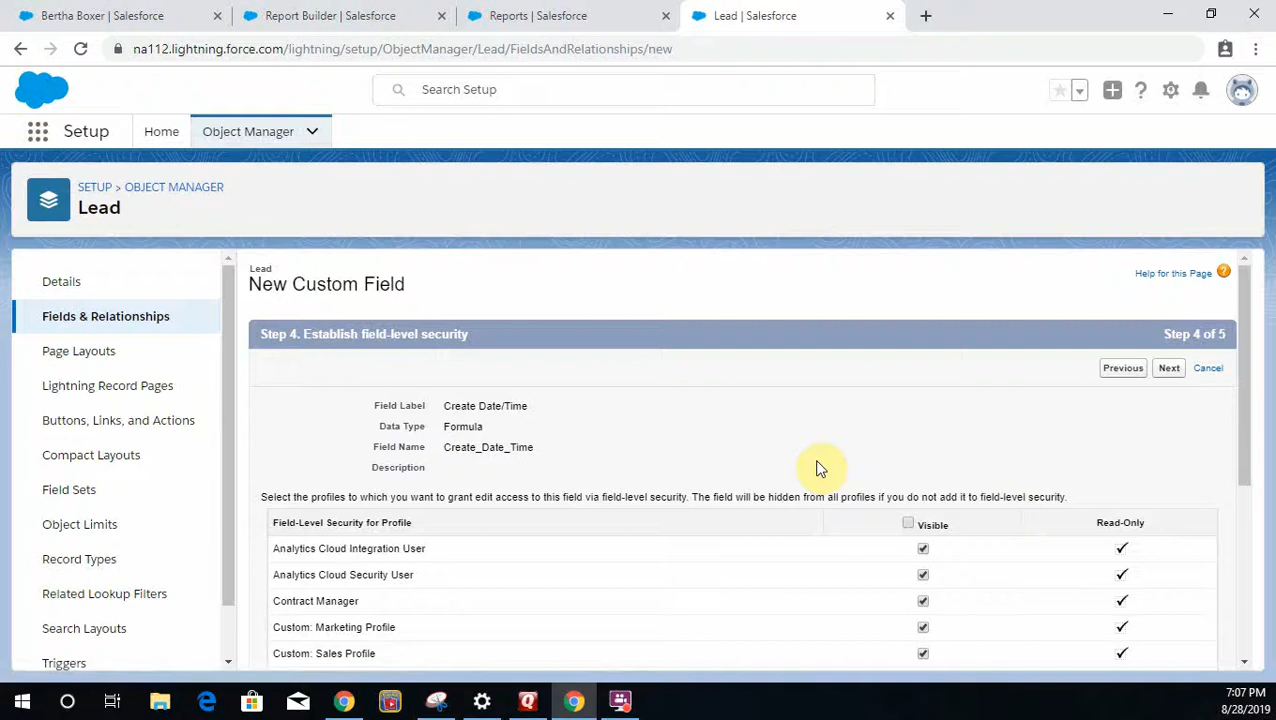 Bertha Boxer | Salesforce
Report Builder | Salesforce
Reports | Salesforce
Lead | Salesforce
na112.lightning.force.com/lightning/setup/ObjectManager/Lead/FieldsAndRelationships/new
Search Setup
Setup
Home
Object Manager
SETUP > OBJECT MANAGER
Lead
Details
Fields & Relationships
Page Layouts
Lightning Record Pages
Buttons, Links, and Actions
Compact Layouts
Field Sets
Object Limits
Record Types
Related Lookup Filters
Search Layouts
Triggers
Lead
New Custom Field
Help for this Page
Step 4. Establish field-level security
Step 4 of 5
Previous
Next
Cancel
Field Label Create Date/Time
Data Type Formula
Field Name Create_Date_Time
Description
Select the profiles to which you want to grant edit access to this field via field-level security. The field will be hidden from all profiles if you do not add it to field-level security.
Field-Level Security for Profile Visible Read-Only
Analytics Cloud Integration User
Analytics Cloud Security User
Contract Manager
Custom: Marketing Profile
Custom: Sales Profile
7:07 PM
8/28/2019